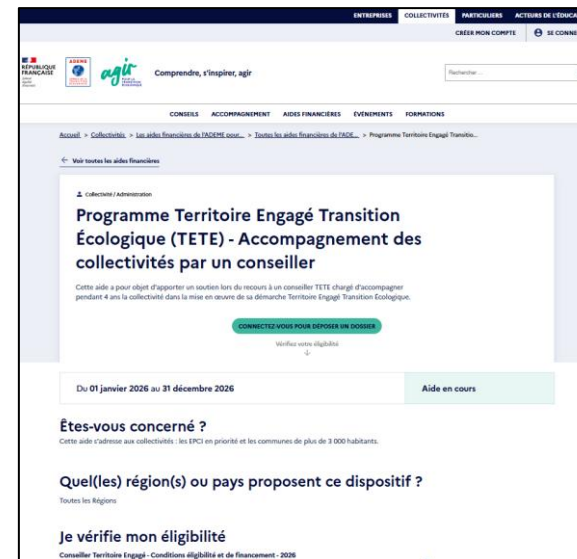 ENTREPRISES COLLECTIVITÉS PARTICULIERS ACTEURS DE L'ÉDUCA
CRÉER MON COMPTE SE CONNE
RÉPUBLIQUE
FRANÇAISE
ADEME
agir
Comprendre, s'inspirer, agir
Rechercher ...
CONSEILS ACCOMPAGNEMENT AIDES FINANCIÈRES ÉVÉNEMENTS FORMATIONS
Accueil > Collectivités > Les aides financières de l'ADEME pour... > Toutes les aides financières de l'ADE... > Programme Territoire Engagé Transitio...
← Voir toutes les aides financières
Collectivité / Administration
Programme Territoire Engagé Transition
Écologique (TETE) - Accompagnement des
collectivités par un conseiller
Cette aide a pour objet d'apporter un soutien lors du recours à un conseiller TETE chargé d'accompagner
pendant 4 ans la collectivité dans la mise en œuvre de sa démarche Territoire Engagé Transition Écologique.
CONNECTEZ-VOUS POUR DÉPOSER UN DOSSIER
Vérifiez votre éligibilité
↓
Du 01 janvier 2026 au 31 décembre 2026 Aide en cours
Êtes-vous concerné ?
Cette aide s'adresse aux collectivités : les EPCI en priorité et les communes de plus de 3 000 habitants.
Quel(les) région(s) ou pays proposent ce dispositif ?
Toutes les Régions
Je vérifie mon éligibilité
Conseiller Territoire Engagé - Conditions éligibilité et de financement - 2026